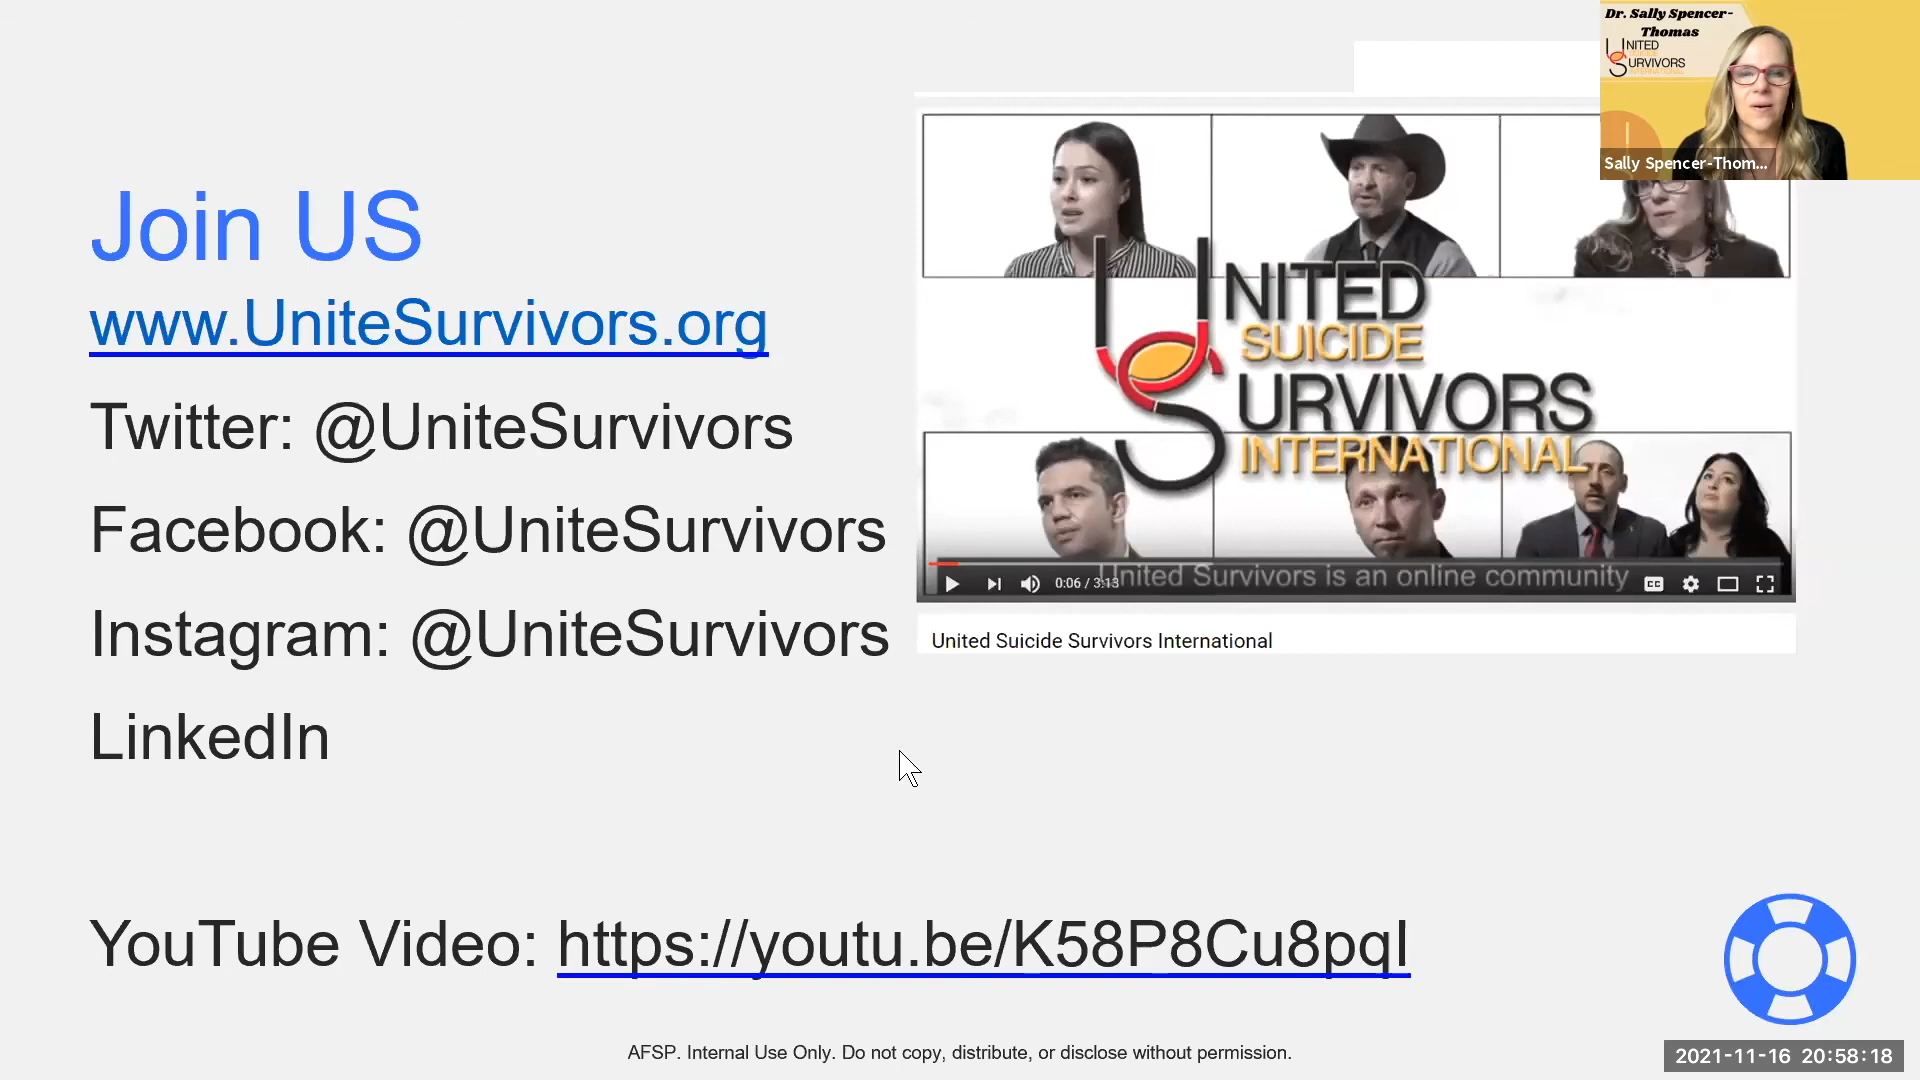 Join US
www.UniteSurvivors.org
Twitter: @UniteSurvivors
Facebook: @UniteSurvivors
Instagram: @UniteSurvivors
LinkedIn
YouTube Video: https://youtu.be/K58P8Cu8pqI
UNITED
SUICIDE
SURVIVORS
INTERNATIONAL
0:06 / 3:13
United Survivors is an online community
CC
United Suicide Survivors International
Dr. Sally Spencer-
Thomas
UNITED
SUICIDE
SURVIVORS
INTERNATIONAL
Sally Spencer-Thom...
AFSP. Internal Use Only. Do not copy, distribute, or disclose without permission.
2021-11-16 20:58:18